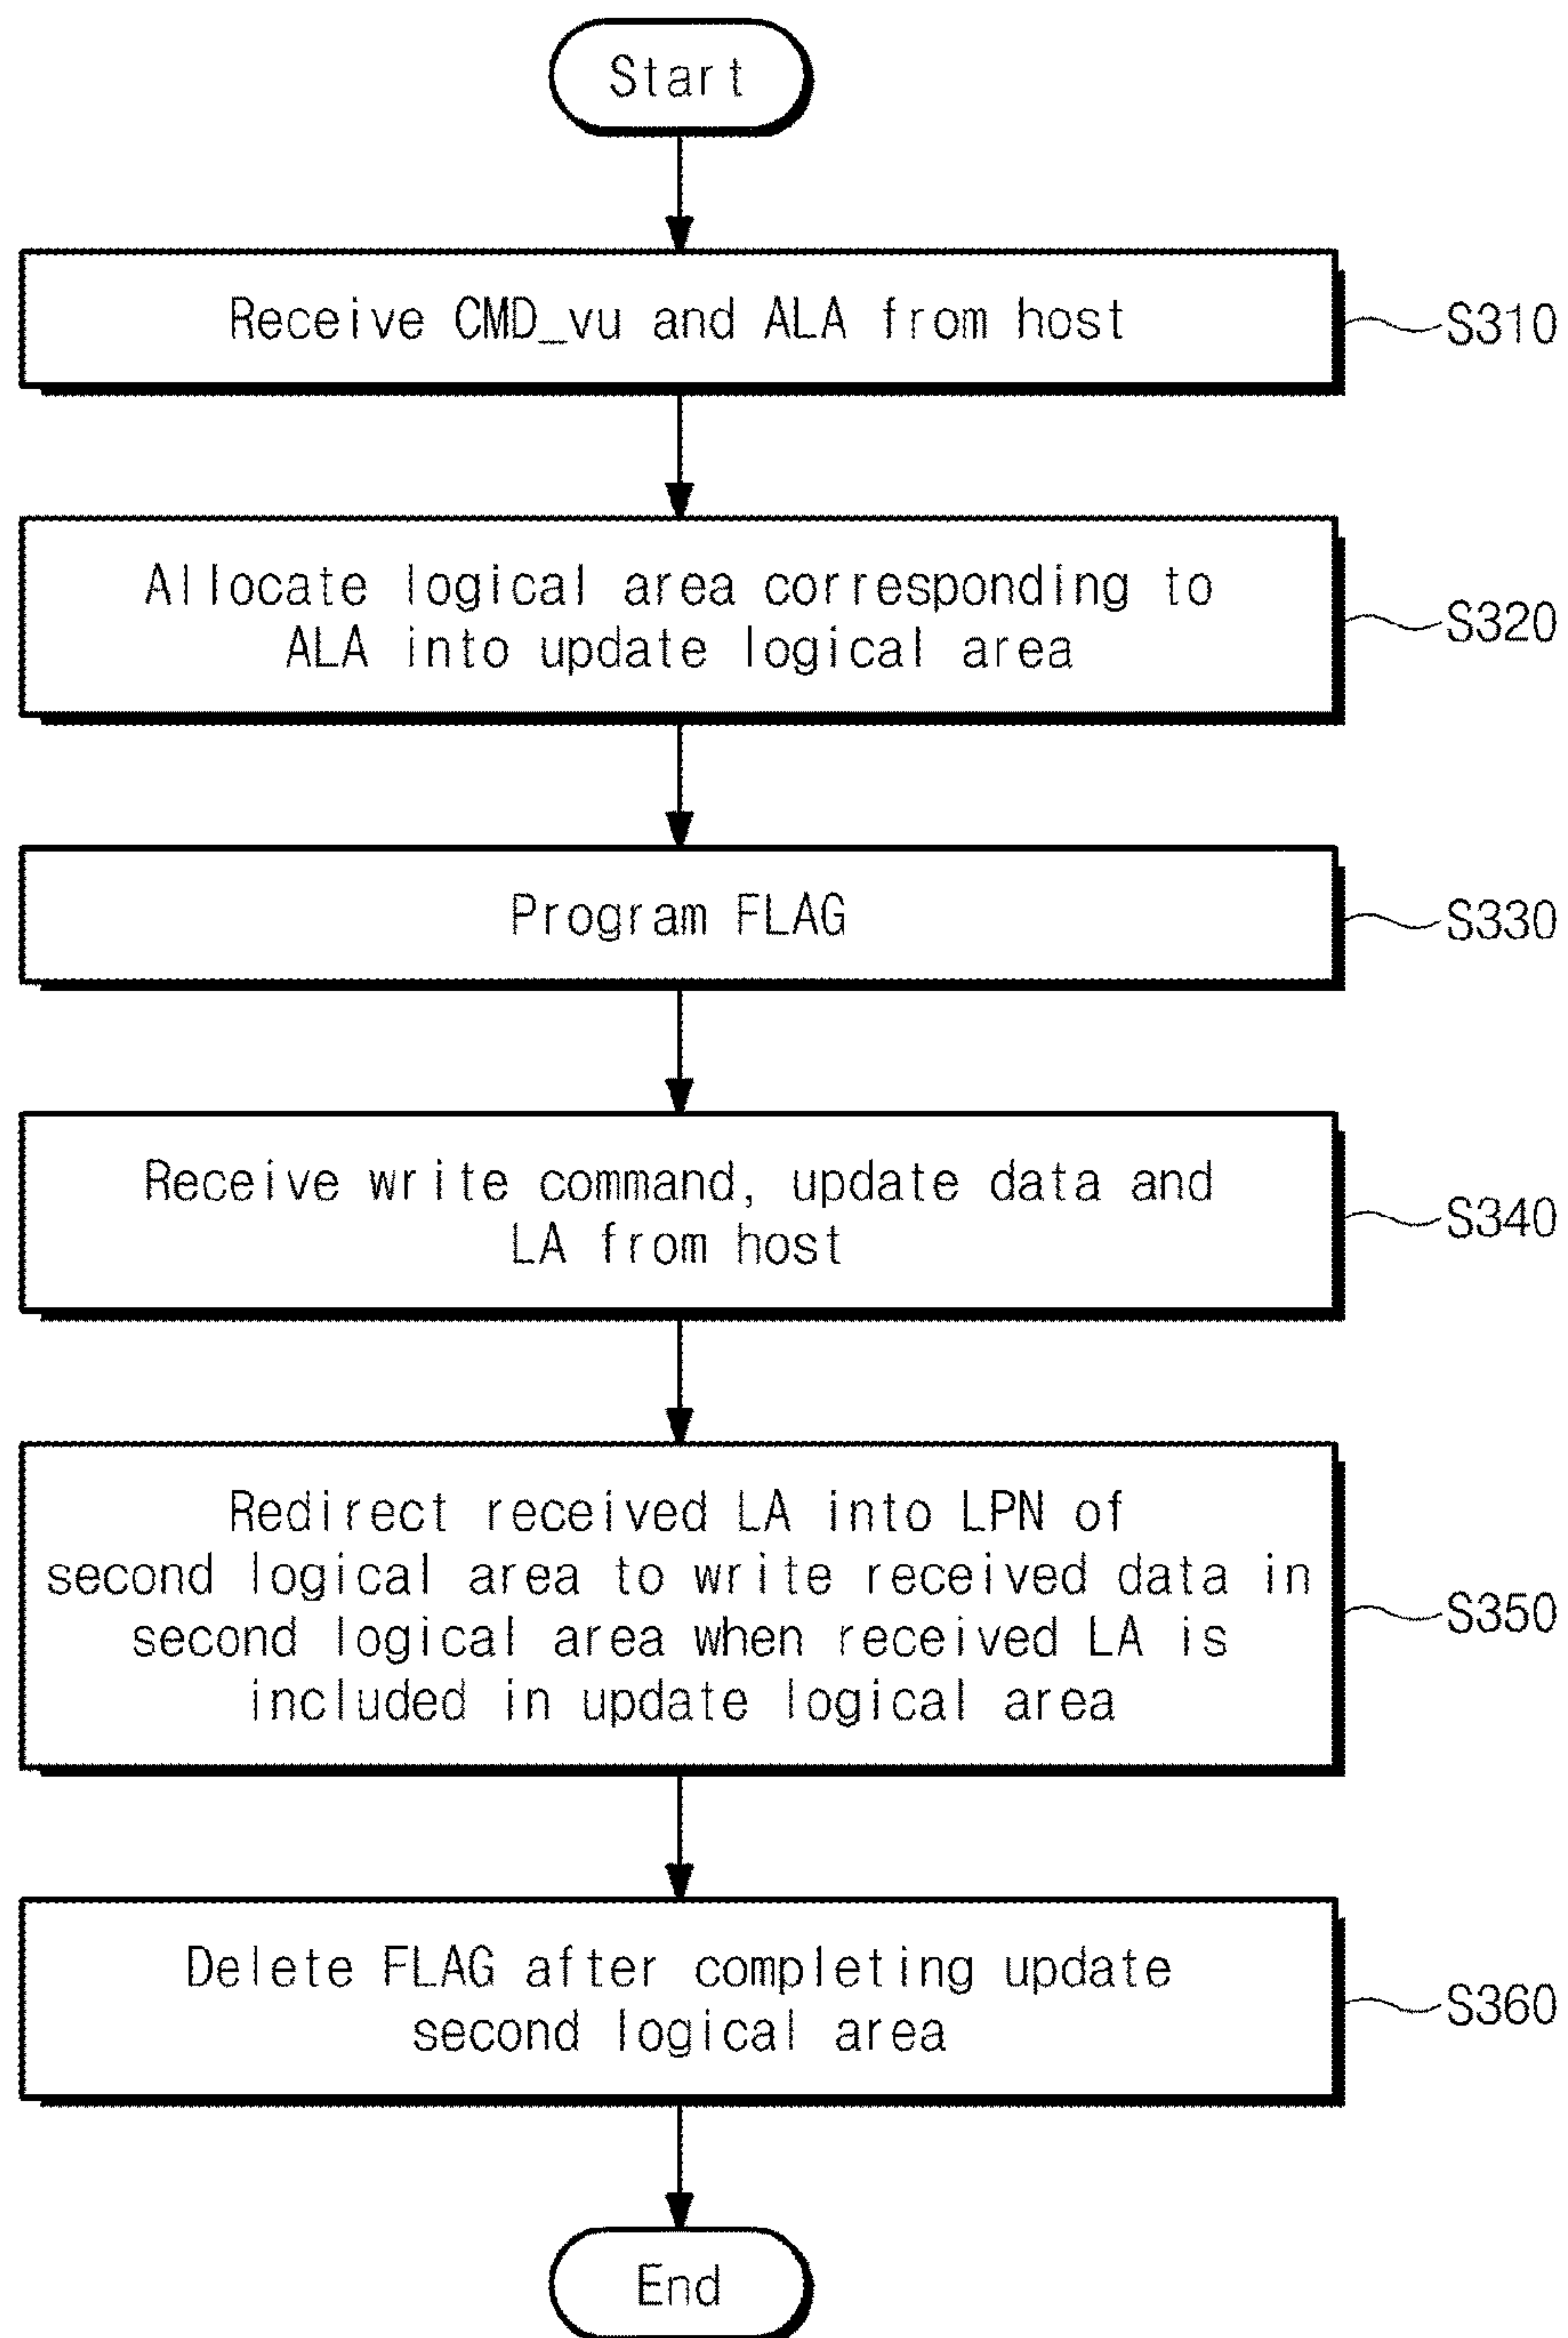 Start
Receive CMD_vu and ALA from host
S310
Allocate logical area corresponding to
ALA into update logical area
S320
Program FLAG
S330
Receive write command, update data and
LA from host
S340
Redirect received LA into LPN of
second logical area to write received data in
second logical area when received LA is
included in update logical area
S350
Delete FLAG after completing update
second logical area
S360
End